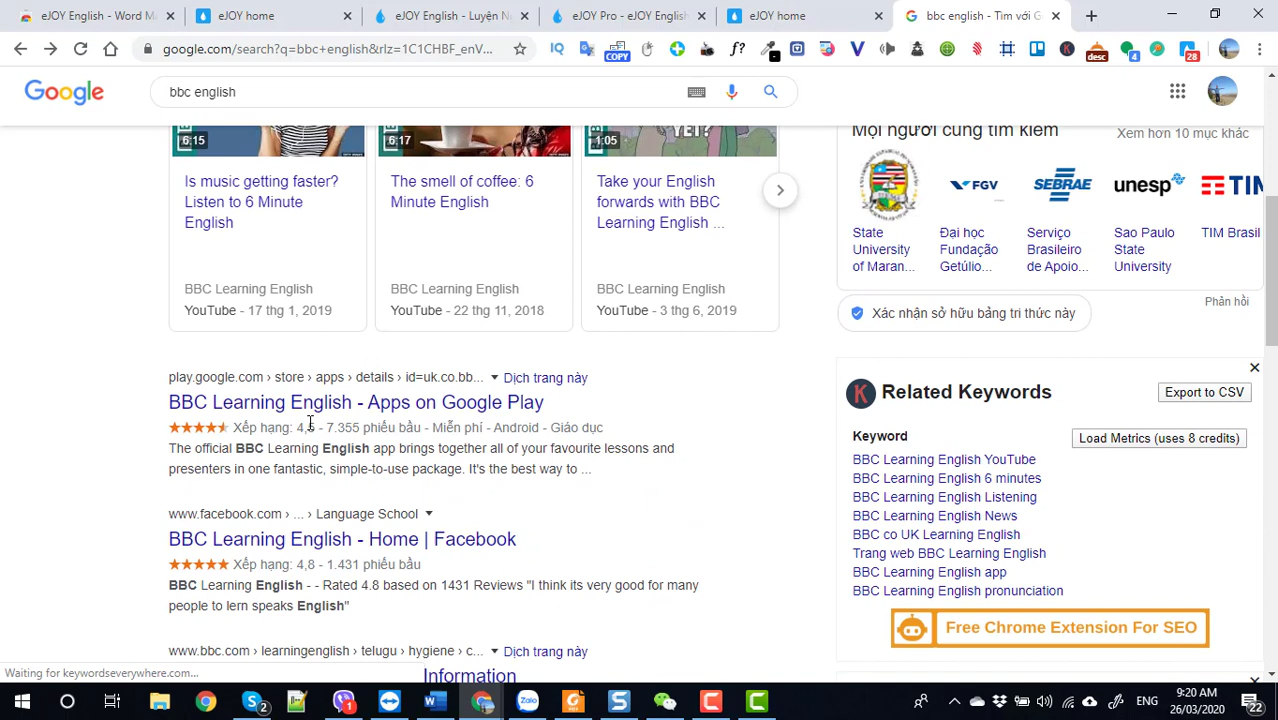 eJOY English - Word M
eJOY home
eJOY English - Luyện N
eJOY Pro - eJOY English
eJOY home
bbc english - Tìm với G
google.com/search?q=bbc+english&rlz=1C1CHBF_enV...
COPY
f?
desc
4
28
Google
bbc english
Mọi người cũng tìm kiếm
Xem hơn 10 mục khác
6:15
6:17
YET?
1:05
Is music getting faster?
Listen to 6 Minute
English
BBC Learning English
YouTube - 17 thg 1, 2019
The smell of coffee: 6
Minute English
BBC Learning English
YouTube - 22 thg 11, 2018
Take your English
forwards with BBC
Learning English ...
BBC Learning English
YouTube - 3 thg 6, 2019
FGV
SEBRAE
unesp
TIM
State
University
of Maran...
Đại học
Fundação
Getúlio...
Serviço
Brasileiro
de Apoio...
Sao Paulo
State
University
TIM Brasil
Phản hồi
Xác nhận sở hữu bảng tri thức này
play.google.com › store › apps › details › id=uk.co.bb...
Dịch trang này
BBC Learning English - Apps on Google Play
Xếp hạng: 4,5 - 7.355 phiếu bầu - Miễn phí - Android - Giáo dục
The official BBC Learning English app brings together all of your favourite lessons and
presenters in one fantastic, simple-to-use package. It's the best way to ...
www.facebook.com › ... › Language School
BBC Learning English - Home | Facebook
Xếp hạng: 4,8 - 1.431 phiếu bầu
BBC Learning English - - Rated 4.8 based on 1431 Reviews "I think its very good for many
people to lern speaks English"
www.bbc.com › learningenglish › telugu › hygiene › c...
Dịch trang này
Information
K
Related Keywords
Export to CSV
Keyword
Load Metrics (uses 8 credits)
BBC Learning English YouTube
BBC Learning English 6 minutes
BBC Learning English Listening
BBC Learning English News
BBC co UK Learning English
Trang web BBC Learning English
BBC Learning English app
BBC Learning English pronunciation
Free Chrome Extension For SEO
Waiting for keywordseverywhere.com...
2
1
ENG
9:20 AM
26/03/2020
22